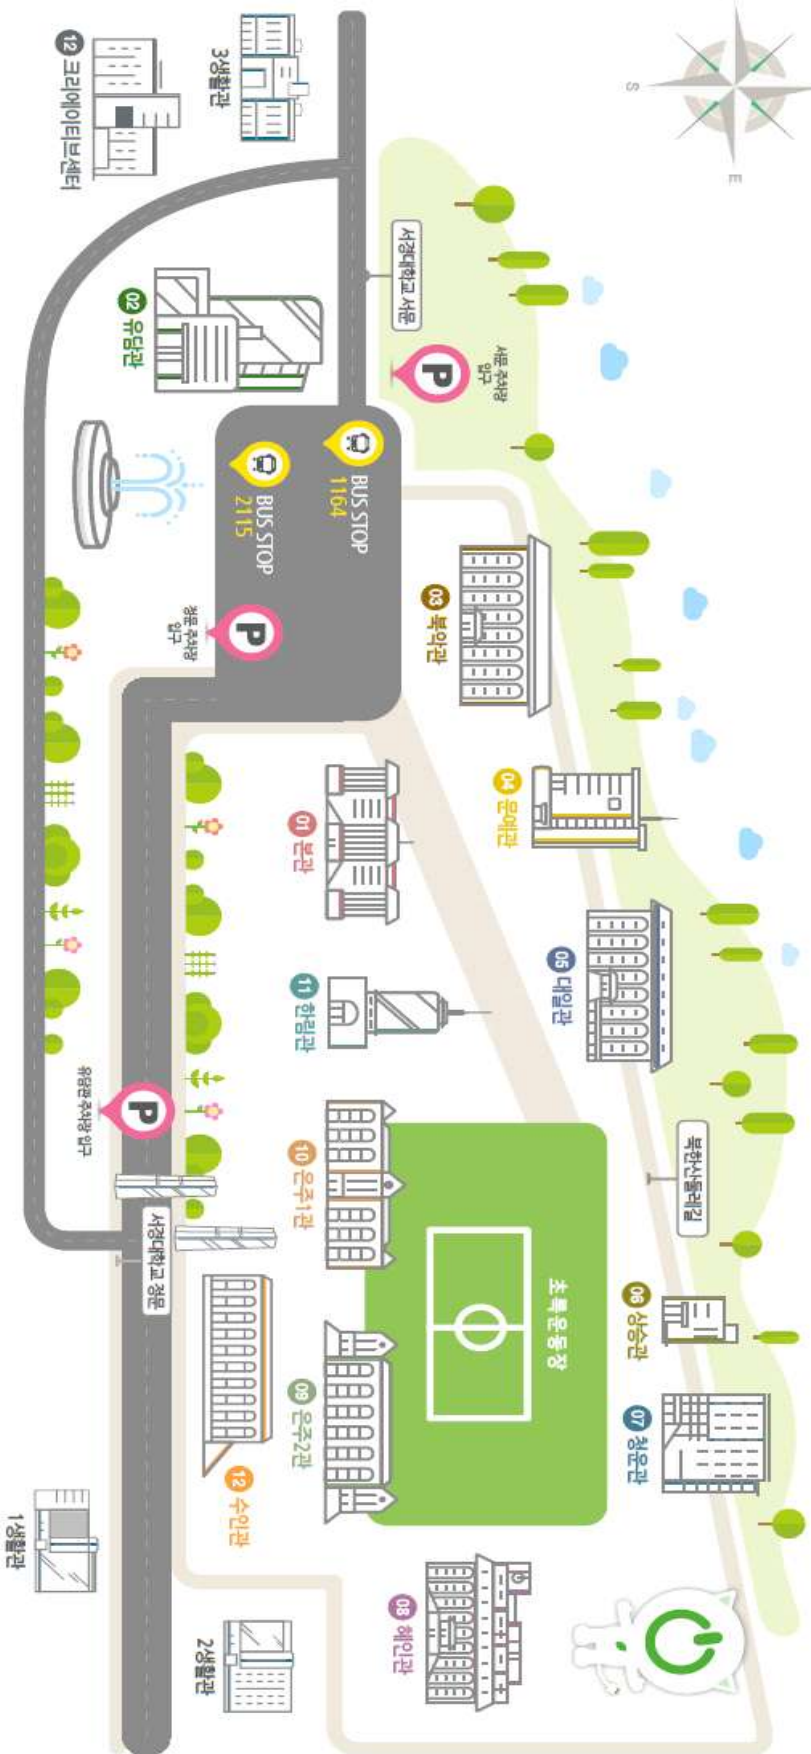 S
E
서경대학교 서문
서문 주차장
입구
북한산둘레길
06 상승관
07 청운관
05 대일관
04 문예관
03 북악관
초록운동장
08 혜인관
BUS STOP
1164
BUS STOP
2115
01 본관
11 한림관
10 은주1관
09 은주2관
12 수인관
2생활관
3생활관
12 크리에이티브센터
02 유담관
정문 주차장
입구
유담관 주차장 입구
서경대학교 정문
1생활관
P
P
P